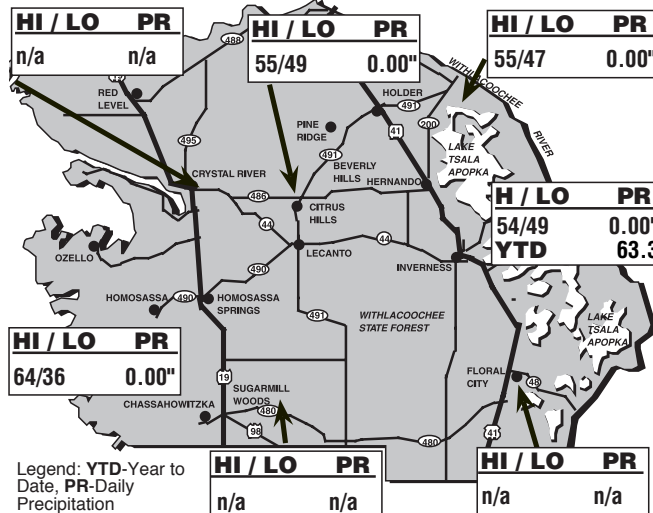 HI / LO PR
n/a n/a
HI / LO PR
55/49 0.00"
HI / LO PR
55/47 0.00"
488
19
RED
LEVEL
WITHLACOOCHEE
RIVER
HOLDER
491
PINE
RIDGE
41
200
495
491
BEVERLY
HILLS
LAKE
TSALA
APOPKA
CRYSTAL RIVER
486
HERNANDO
CITRUS
HILLS
H / LO PR
54/49 0.00"
YTD 63.3
44
44
OZELLO
LECANTO
INVERNESS
490
HOMOSASSA
490
HOMOSASSA
SPRINGS
491
WITHLACOOCHEE
STATE FOREST
LAKE
TSALA
APOPKA
HI / LO PR
64/36 0.00"
19
SUGARMILL
WOODS
FLORAL
CITY
48
CHASSAHOWITZKA
480
98
480
41
Legend: YTD-Year to
Date, PR-Daily
Precipitation
HI / LO PR
n/a n/a
HI / LO PR
n/a n/a